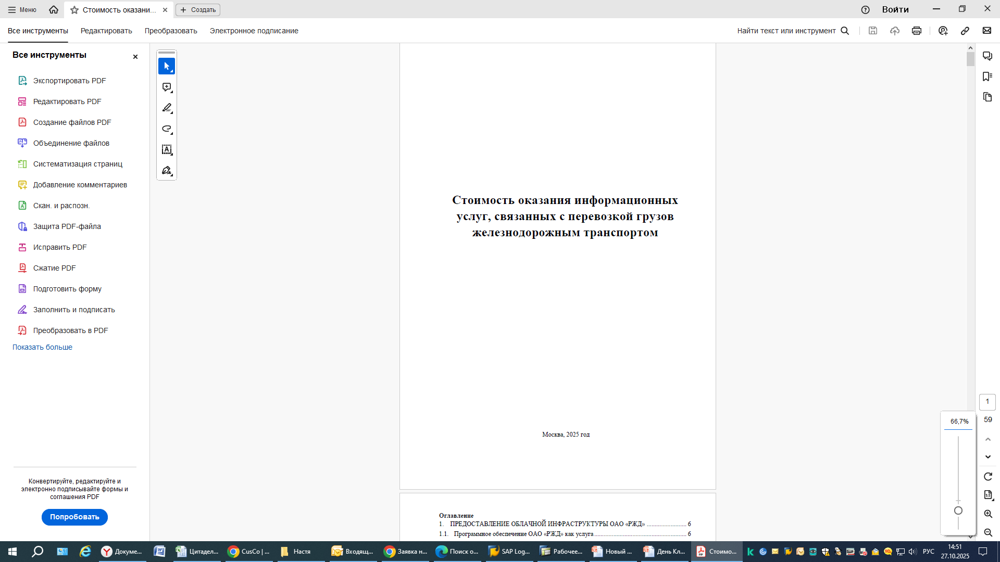 Меню
Стоимость оказани...
Создать
Войти
Все инструменты
Редактировать
Преобразовать
Электронное подписание
Найти текст или инструмент
Все инструменты
Экспортировать PDF
Редактировать PDF
Создание файлов PDF
Объединение файлов
Систематизация страниц
Добавление комментариев
Скан. и распозн.
Защита PDF-файла
Исправить PDF
Сжатие PDF
Подготовить форму
Заполнить и подписать
Преобразовать в PDF
Показать больше
Конвертируйте, редактируйте и
электронно подписывайте формы и
соглашения PDF
Попробовать
Стоимость оказания информационных
услуг, связанных с перевозкой грузов
железнодорожным транспортом
Москва, 2025 год
Оглавление
1. ПРЕДОСТАВЛЕНИЕ ОБЛАЧНОЙ ИНФРАСТРУКТУРЫ ОАО «РЖД» ......................... 6
1.1. Программное обеспечение ОАО «РЖД» как услуга ........................................................... 6
1
59
66,7%
Докуме...
Цитадел...
CusCo | ...
Настя
Входящ...
Заявка н...
Поиск о...
SAP Log...
Рабочее...
Новый ...
День Кл...
Стоимо...
РУС
14:51
27.10.2025